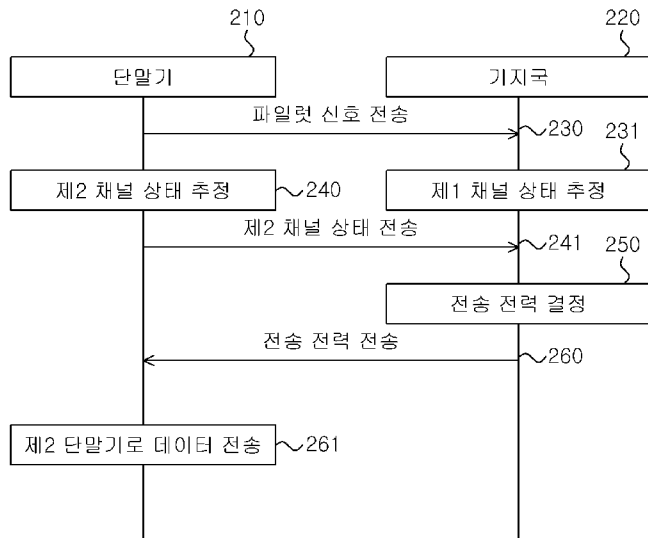 210
220
단말기
기지국
파일럿 신호 전송
230
231
제2 채널 상태 추정
240
제1 채널 상태 추정
제2 채널 상태 전송
241
250
전송 전력 결정
전송 전력 전송
260
제2 단말기로 데이터 전송
261